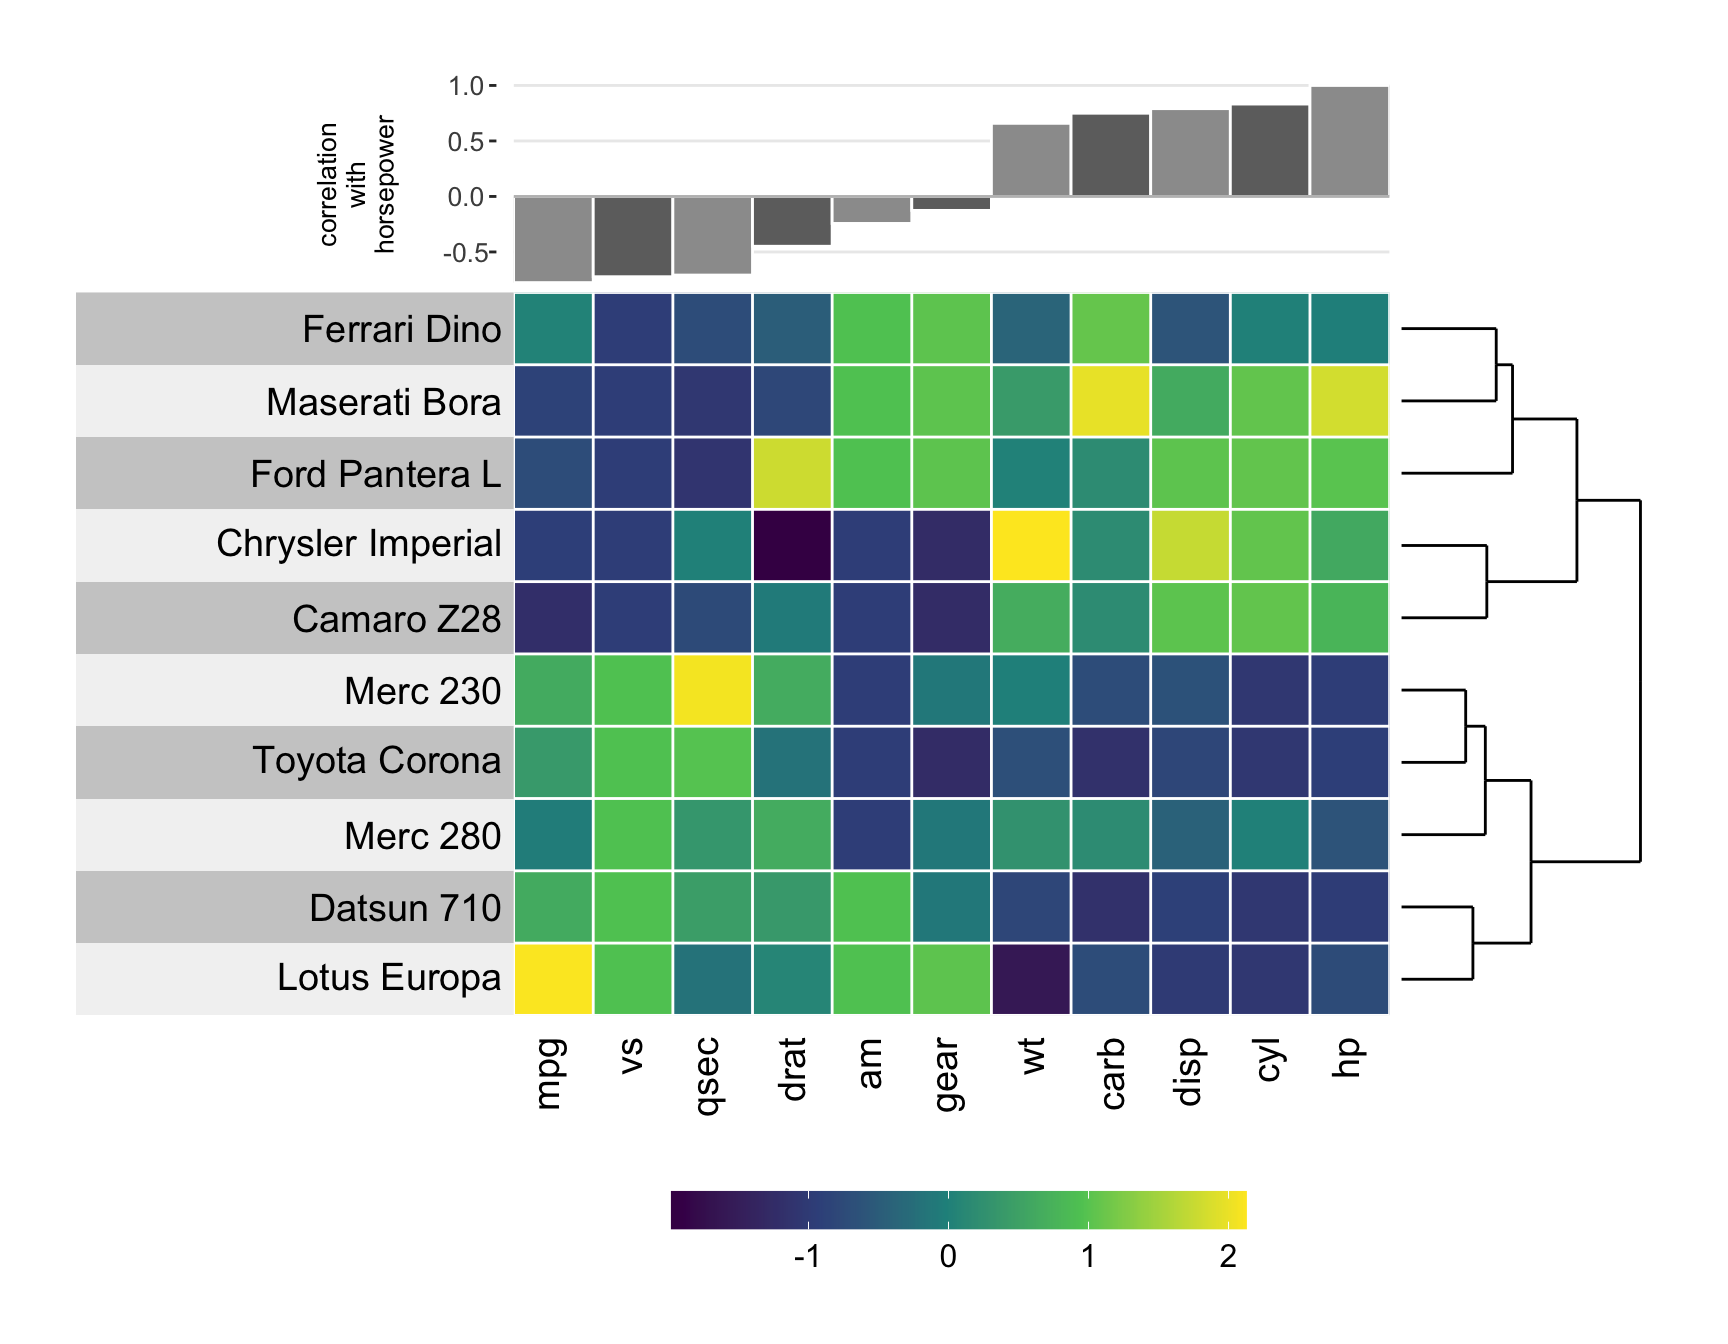 correlation
with
horsepower
1.0
0.5
0.0
-0.5
Ferrari Dino
Maserati Bora
Ford Pantera L
Chrysler Imperial
Camaro Z28
Merc 230
Toyota Corona
Merc 280
Datsun 710
Lotus Europa
mpg
vs
qsec
drat
am
gear
wt
carb
disp
cyl
hp
-1 0 1 2